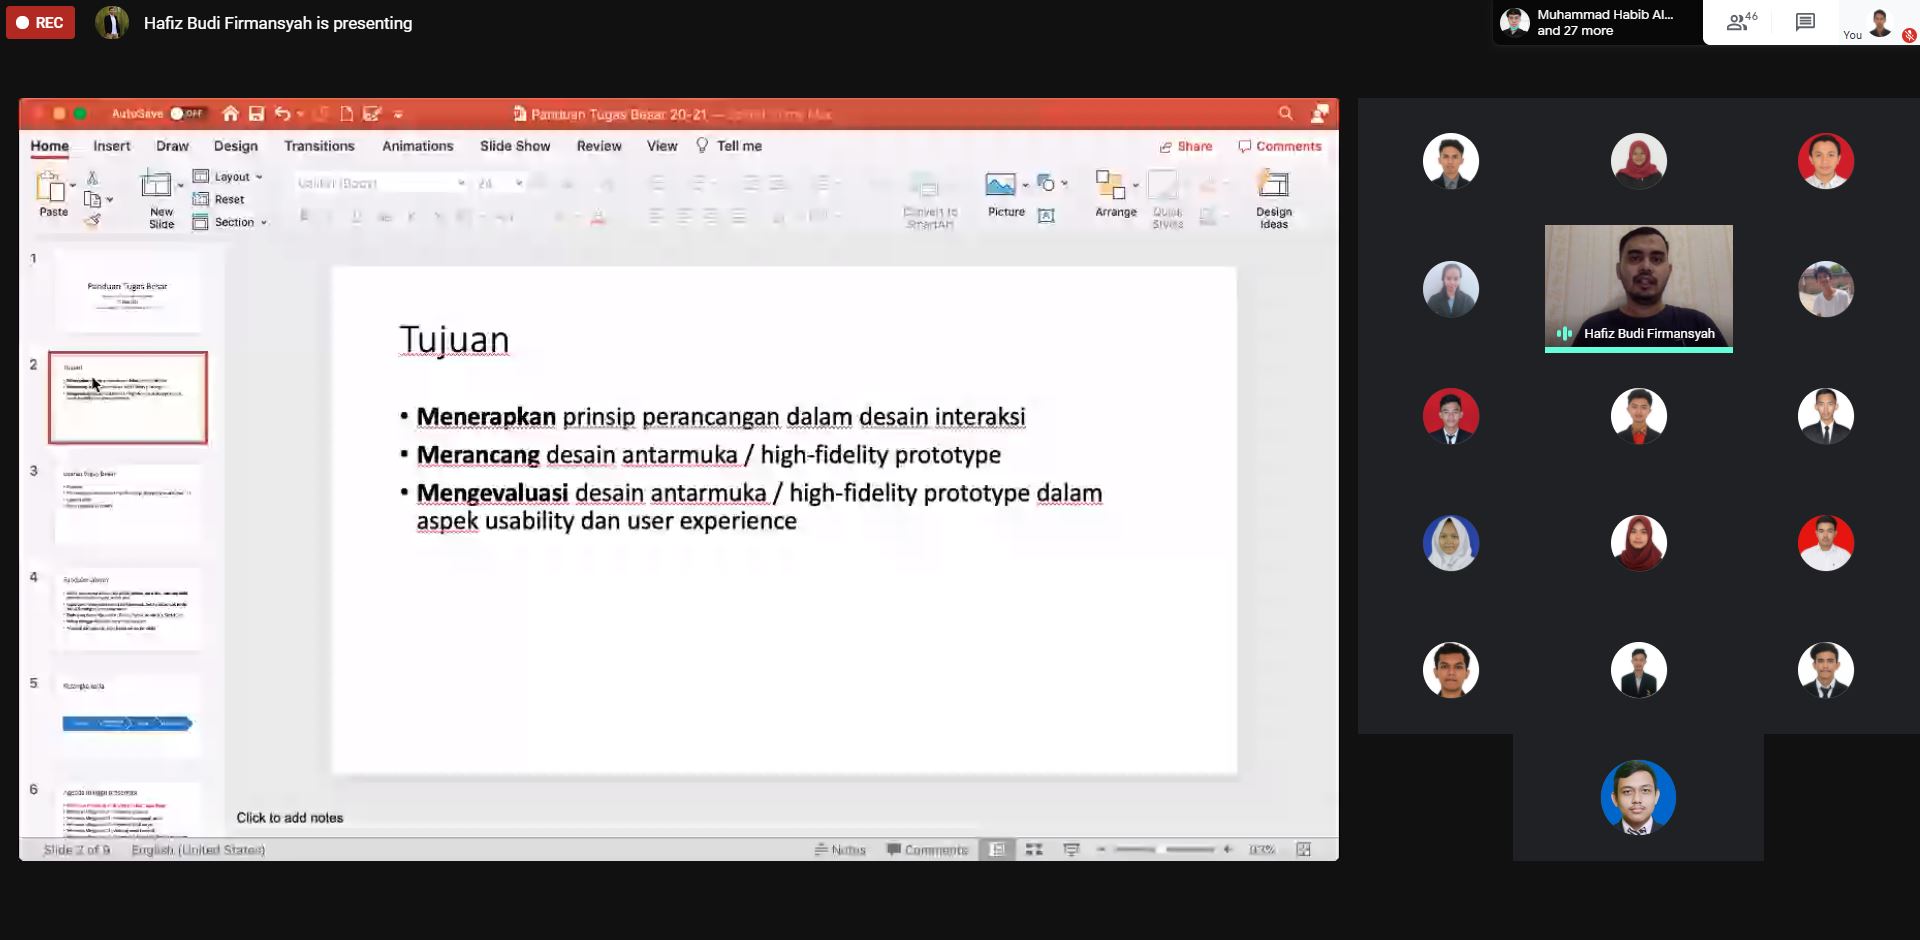 REC
Hafiz Budi Firmansyah is presenting
Muhammad Habib Al...
and 27 more
46
You
AutoSave OFF
Panduan Tugas Besar 20-21
Home Insert Draw Design Transitions Animations Slide Show Review View Tell me
Share Comments
Paste
New
Slide
Layout
Reset
Section
24
Convert to
SmartArt
Picture
Arrange
Quick
Styles
Design
Ideas
1
Panduan Tugas Besar
2
Tujuan
3
4
5
6
Tujuan
• Menerapkan prinsip perancangan dalam desain interaksi
• Merancang desain antarmuka / high-fidelity prototype
• Mengevaluasi desain antarmuka / high-fidelity prototype dalam
aspek usability dan user experience
Click to add notes
Slide 2 of 9 English (United States)
Notes Comments
Hafiz Budi Firmansyah